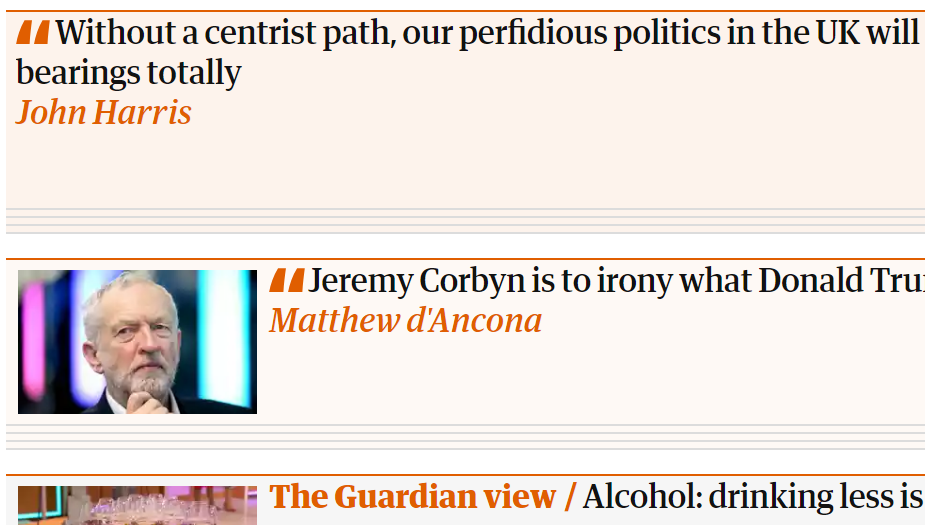 Without a centrist path, our perfidious politics in the UK will
bearings totally
John Harris
Jeremy Corbyn is to irony what Donald
Matthew d'Ancona
The Guardian view / Alcohol: drinking less is